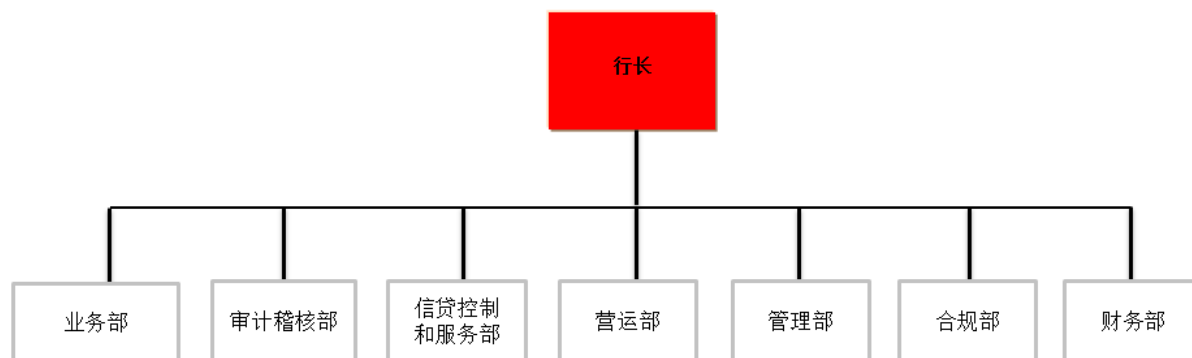 行长
业务部
审计稽核部
信贷控制
和服务部
营运部
管理部
合规部
财务部